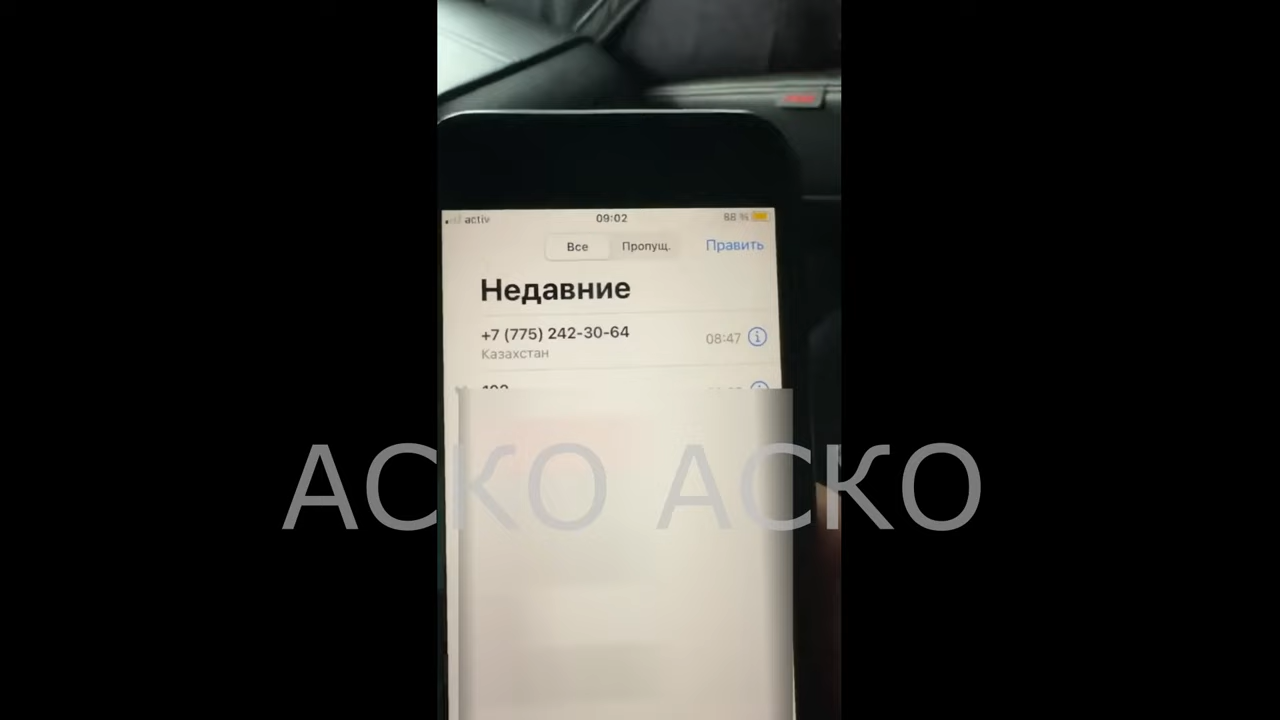 activ 09:02 88 %
Все Пропущ. Править
Недавние
+7 (775) 242-30-64 08:47
Казахстан
АСКО АСКО